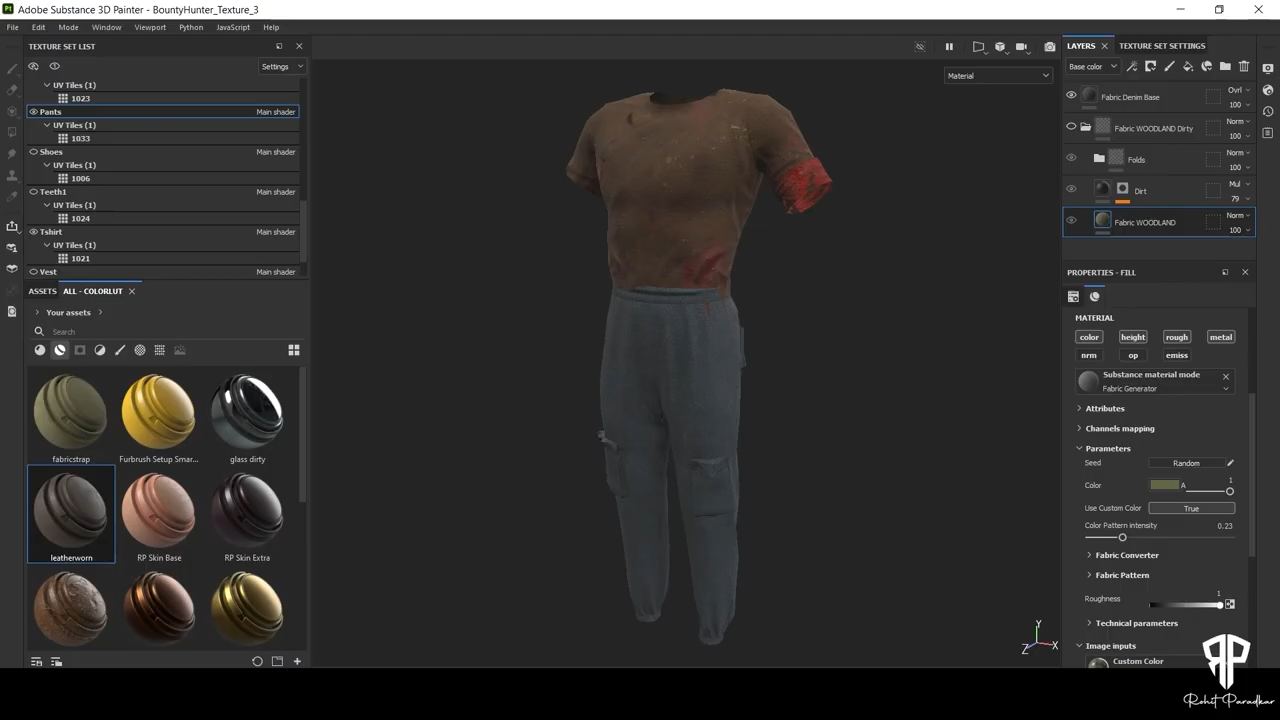 Adobe Substance 3D Painter - BountyHunter_Texture_3
File Edit Mode Window Viewport Python JavaScript Help
TEXTURE SET LIST
Settings
UV Tiles (1)
1023
Pants Main shader
UV Tiles (1)
1033
Shoes Main shader
UV Tiles (1)
1006
Teeth1 Main shader
UV Tiles (1)
1024
Tshirt Main shader
UV Tiles (1)
1021
Vest Main shader
ASSETS ALL - COLORLUT
Your assets
Search
fabricstrap Furbrush Setup Smar... glass dirty
leatherworn RP Skin Base RP Skin Extra
Material
Y
Z X
LAYERS TEXTURE SET SETTINGS
Base color
Fabric Denim Base Ovrl
100
Fabric WOODLAND Dirty Norm
100
Folds Norm
100
Dirt Mul
79
Fabric WOODLAND Norm
100
PROPERTIES - FILL
MATERIAL
color height rough metal
nrm op emiss
Substance material mode
Fabric Generator
Attributes
Channels mapping
Parameters
Seed Random
Color A 1
Use Custom Color True
Color Pattern intensity 0.23
Fabric Converter
Fabric Pattern
Roughness 1
Technical parameters
Image inputs
Custom Color
RP
Rohit Paradkar